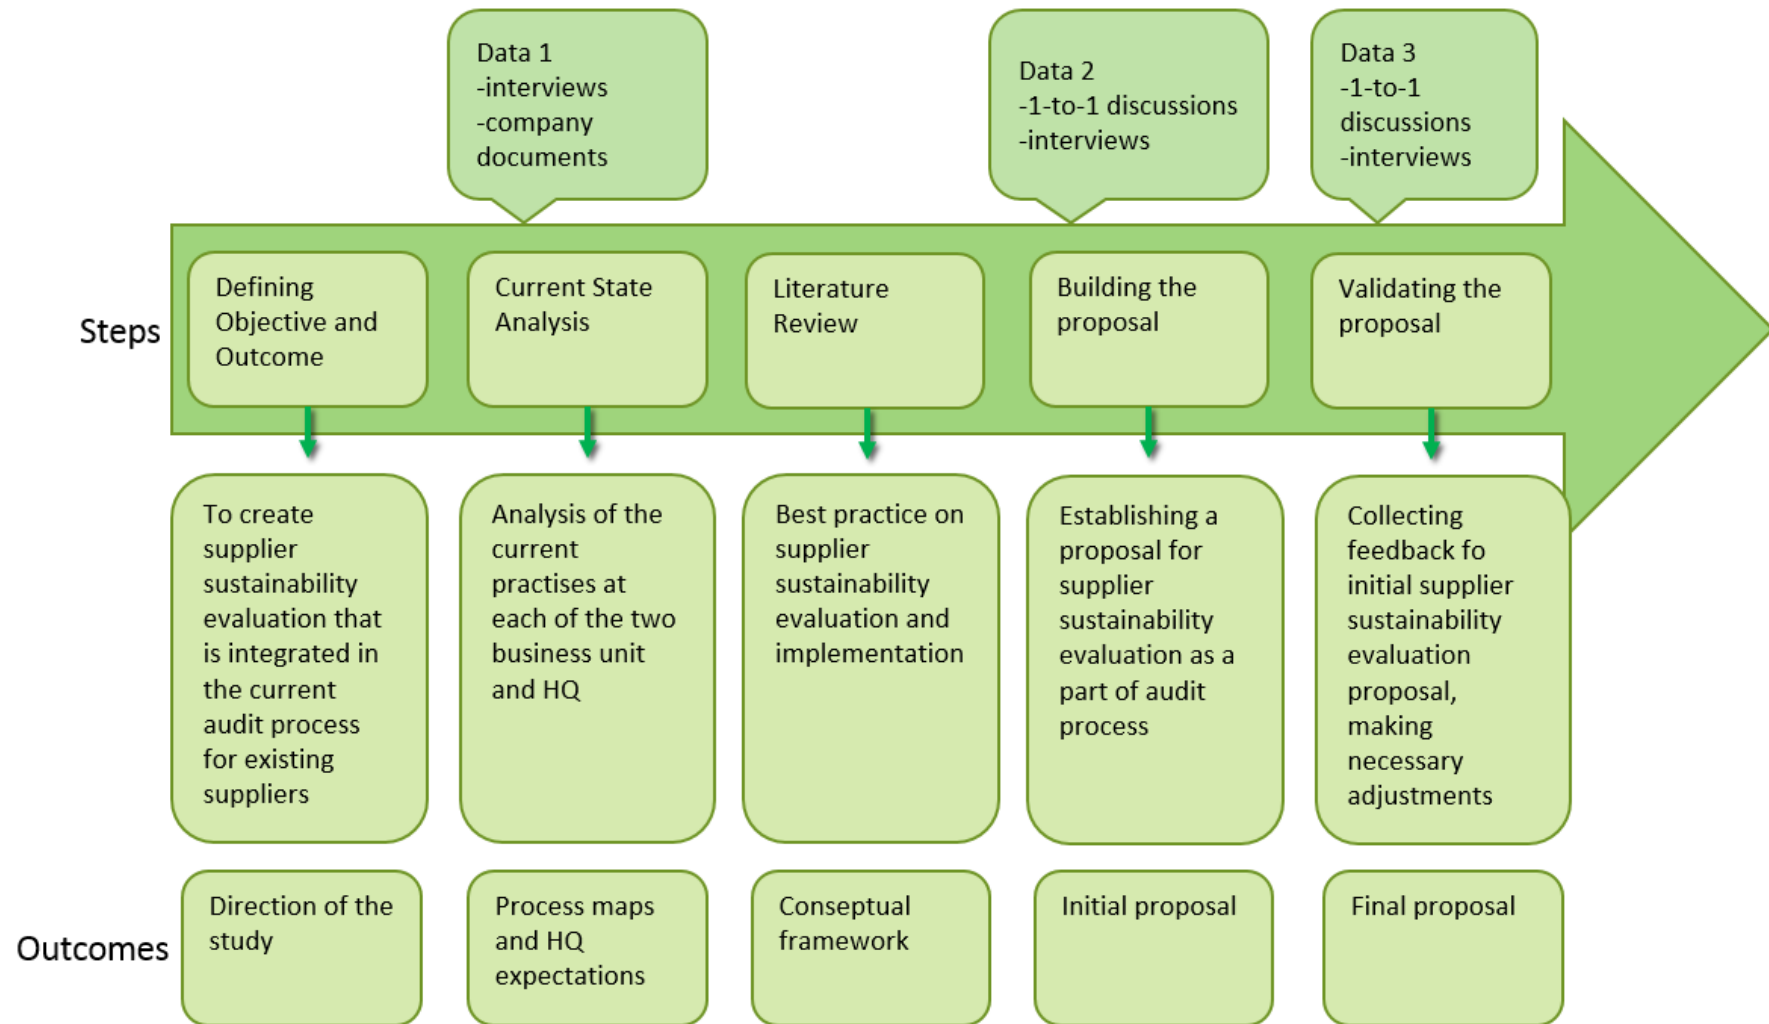 Data 1
-interviews
-company
documents
Data 2
-1-to-1 discussions
-interviews
Data 3
-1-to-1
discussions
-interviews
Steps
Defining
Objective and
Outcome
Current State
Analysis
Literature
Review
Building the
proposal
Validating the
proposal
To create
supplier
sustainability
evaluation that
is integrated in
the current
audit process
for existing
suppliers
Analysis of the
current
practises at
each of the two
business unit
and HQ
Best practice on
supplier
sustainability
evaluation and
implementation
Establishing a
proposal for
supplier
sustainability
evaluation as a
part of audit
process
Collecting
feedback fo
initial supplier
sustainability
evaluation
proposal,
making
necessary
adjustments
Outcomes
Direction of the
study
Process maps
and HQ
expectations
Conseptual
framework
Initial proposal
Final proposal